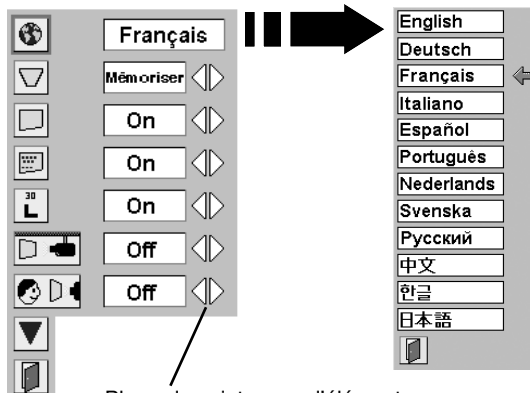 Français
Mémoriser
On
On
30
L
On
Off
Off
English
Deutsch
Français
Italiano
Español
Português
Nederlands
Svenska
Русский
中文
한글
日本語